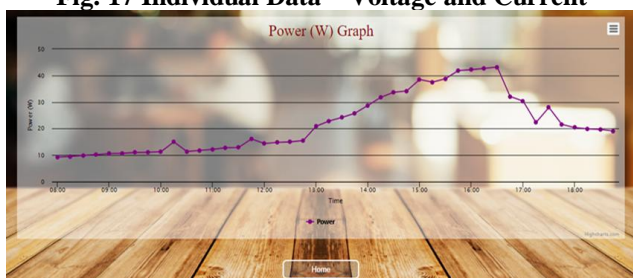 Fig. 17 Individual Data – Voltage and Current
Power (W) Graph
50
40
30
20
10
0
Power (W)
08:00 09:00 10:00 11:00 12:00 13:00 14:00 15:00 16:00 17:00 18:00
Time
Power
Highcharts.com
Home